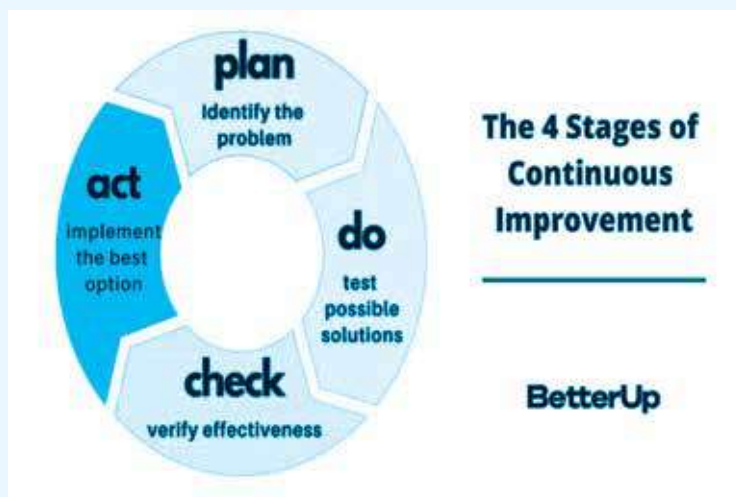 plan
Identify the
problem
do
test
possible
solutions
check
verify effectiveness
act
implement
the best
option
The 4 Stages of
Continuous
Improvement
BetterUp